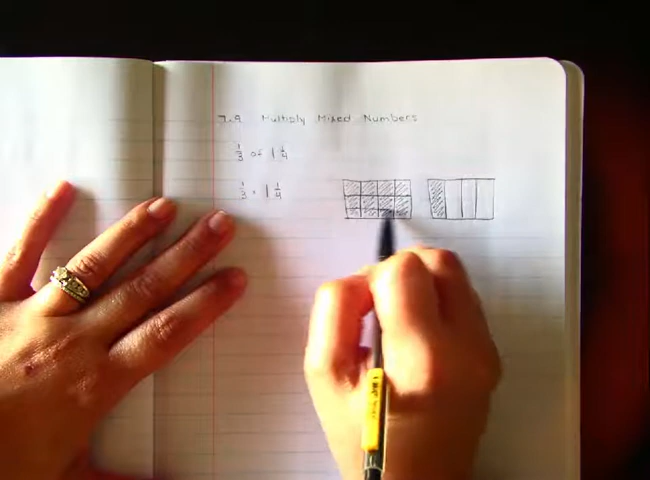 7.9 Multiply Mixed Numbers
1/3 of 1 1/4
1/3 × 1 1/4